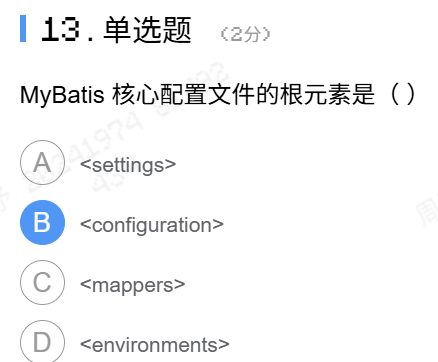 13.单选题 (2分)
MyBatis 核心配置文件的根元素是（ ）
A <settings>
B <configuration>
C <mappers>
D <environments>